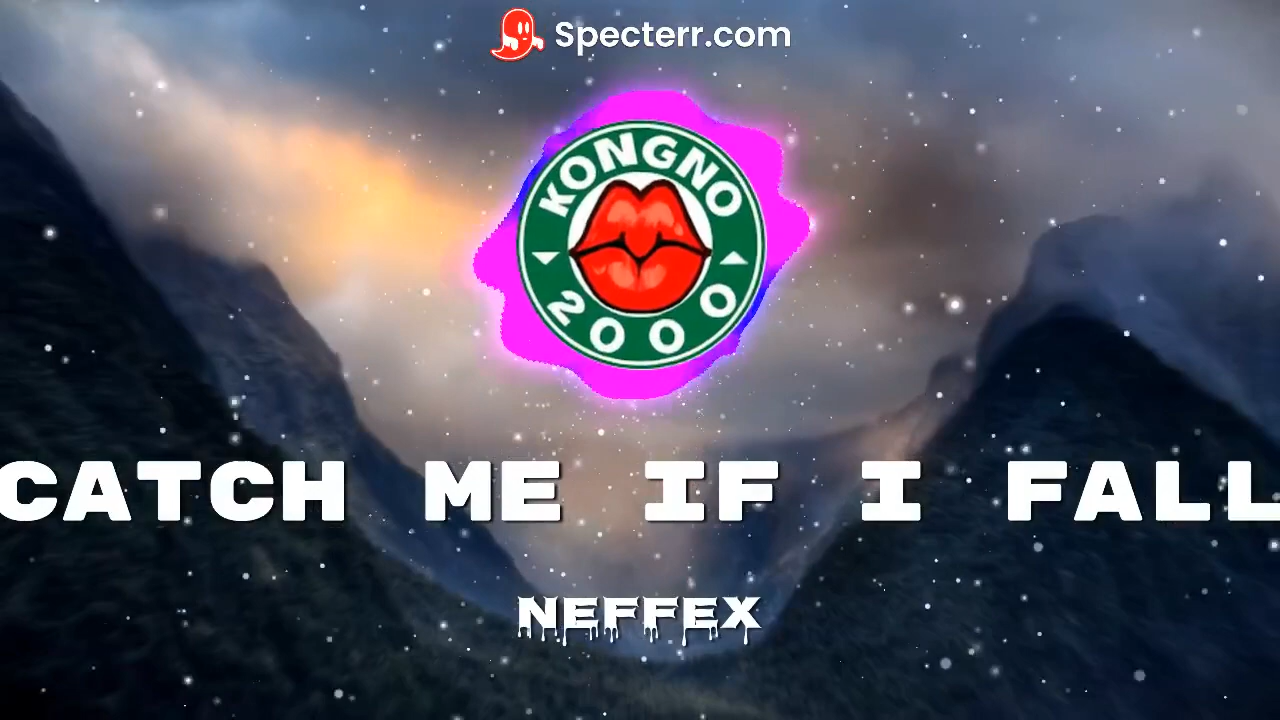 Specterr.com
KONGNO
2000
CATCH ME IF I FALL
NEFFEX